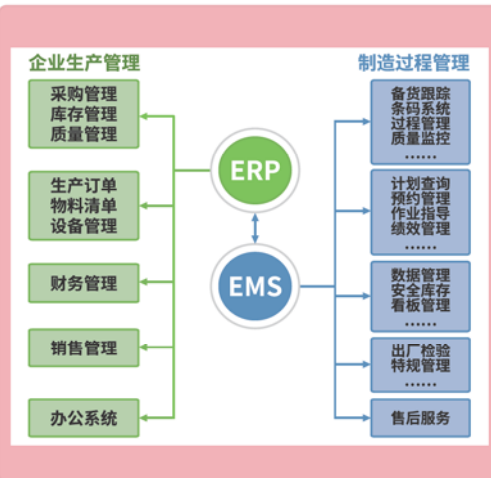 企业生产管理
采购管理
库存管理
质量管理
生产订单
物料清单
设备管理
财务管理
销售管理
办公系统
ERP
EMS
制造过程管理
备货跟踪
条码系统
过程管理
质量监控
……
计划查询
预约管理
作业指导
绩效管理
……
数据管理
安全库存
看板管理
……
出厂检验
特规管理
……
售后服务